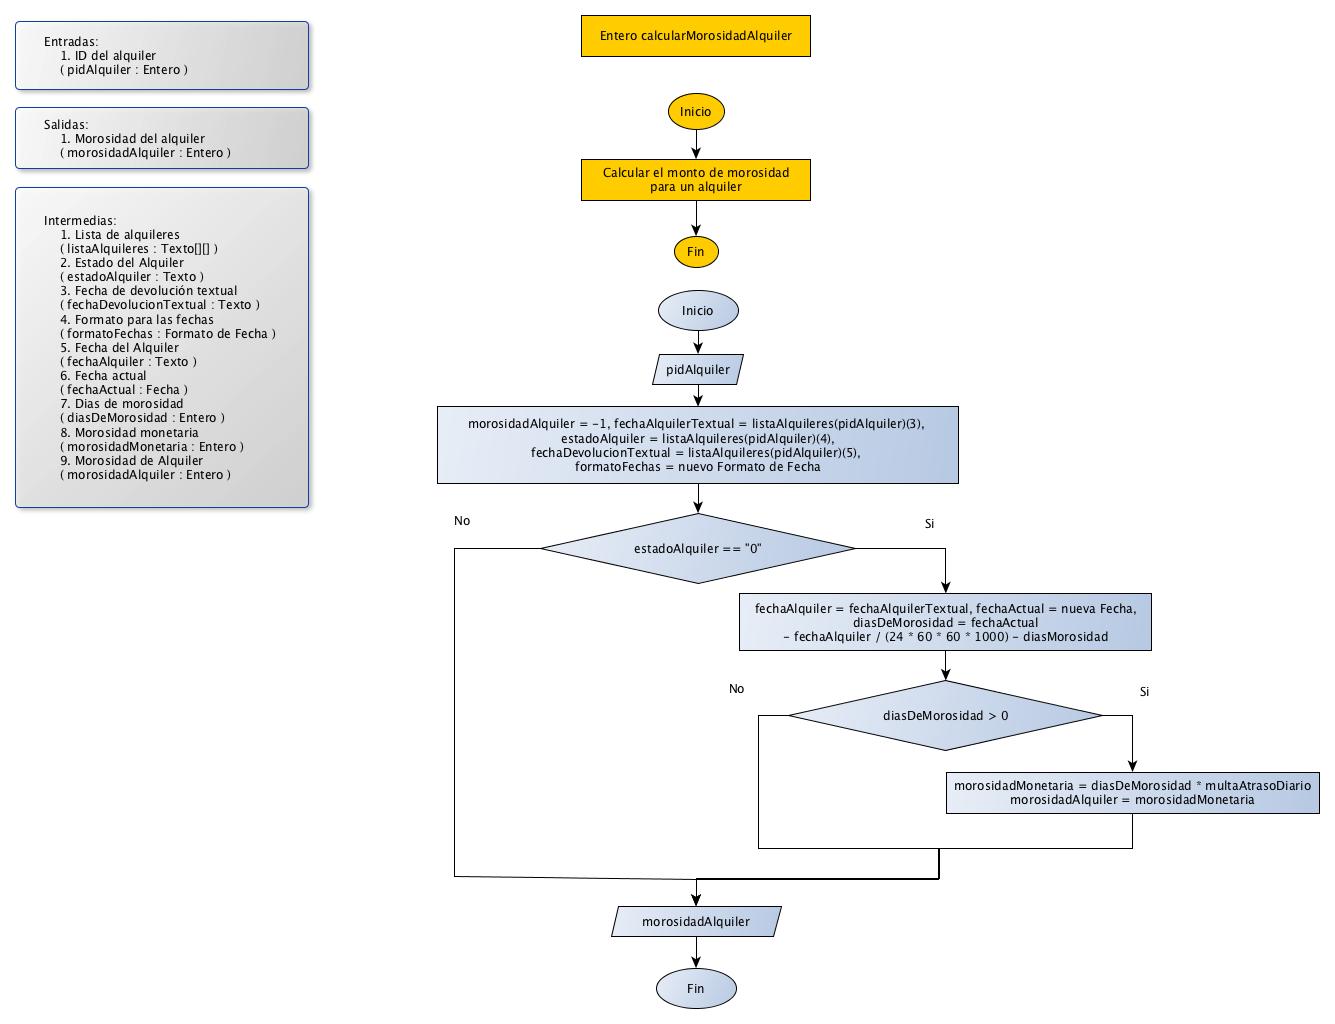 Entradas:
1. ID del alquiler
( pidAlquiler : Entero )
Salidas:
1. Morosidad del alquiler
( morosidadAlquiler : Entero )
Intermedias:
1. Lista de alquileres
( listaAlquileres : Texto[][] )
2. Estado del Alquiler
( estadoAlquiler : Texto )
3. Fecha de devolución textual
( fechaDevolucionTextual : Texto )
4. Formato para las fechas
( formatoFechas : Formato de Fecha )
5. Fecha del Alquiler
( fechaAlquiler : Texto )
6. Fecha actual
( fechaActual : Fecha )
7. Dias de morosidad
( diasDeMorosidad : Entero )
8. Morosidad monetaria
( morosidadMonetaria : Entero )
9. Morosidad de Alquiler
( morosidadAlquiler : Entero )
Entero calcularMorosidadAlquiler
Inicio
Calcular el monto de morosidad
para un alquiler
Fin
Inicio
pidAlquiler
morosidadAlquiler = -1, fechaAlquilerTextual = listaAlquileres(pidAlquiler)(3),
estadoAlquiler = listaAlquileres(pidAlquiler)(4),
fechaDevolucionTextual = listaAlquileres(pidAlquiler)(5),
formatoFechas = nuevo Formato de Fecha
No
Si
estadoAlquiler == "0"
fechaAlquiler = fechaAlquilerTextual, fechaActual = nueva Fecha,
diasDeMorosidad = fechaActual
- fechaAlquiler / (24 * 60 * 60 * 1000) - diasMorosidad
No
Si
diasDeMorosidad > 0
morosidadMonetaria = diasDeMorosidad * multaAtrasoDiario
morosidadAlquiler = morosidadMonetaria
morosidadAlquiler
Fin